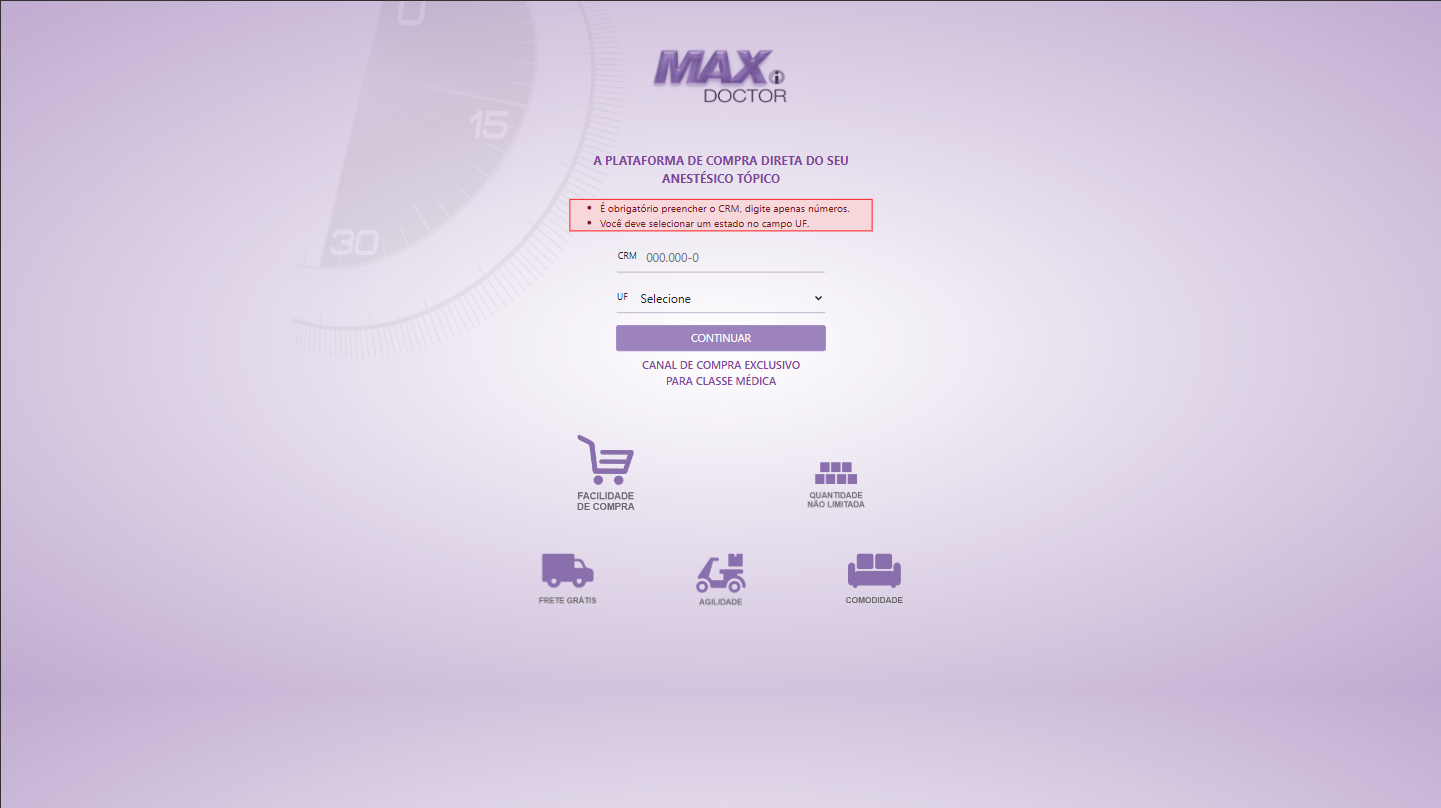 0
15
30
MAXi
DOCTOR
A PLATAFORMA DE COMPRA DIRETA DO SEU
ANESTÉSICO TÓPICO
É obrigatório preencher o CRM, digite apenas números.
Você deve selecionar um estado no campo UF.
CRM 000.000-0
UF Selecione
CONTINUAR
CANAL DE COMPRA EXCLUSIVO
PARA CLASSE MÉDICA
FACILIDADE
DE COMPRA
QUANTIDADE
NÃO LIMITADA
FRETE GRÁTIS
AGILIDADE
COMODIDADE